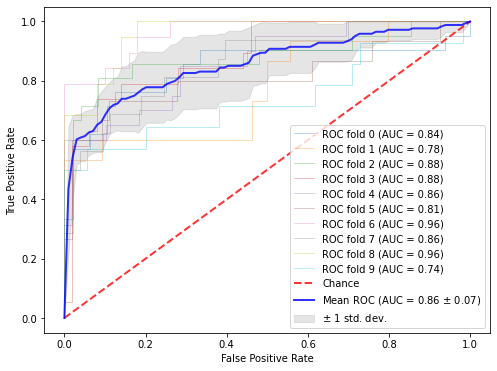 1.0
0.8
0.6
0.4
0.2
0.0
True Positive Rate
0.0 0.2 0.4 0.6 0.8 1.0
False Positive Rate
ROC fold 0 (AUC = 0.84)
ROC fold 1 (AUC = 0.78)
ROC fold 2 (AUC = 0.88)
ROC fold 3 (AUC = 0.88)
ROC fold 4 (AUC = 0.86)
ROC fold 5 (AUC = 0.81)
ROC fold 6 (AUC = 0.96)
ROC fold 7 (AUC = 0.86)
ROC fold 8 (AUC = 0.96)
ROC fold 9 (AUC = 0.74)
Chance
Mean ROC (AUC = 0.86 ± 0.07)
± 1 std. dev.